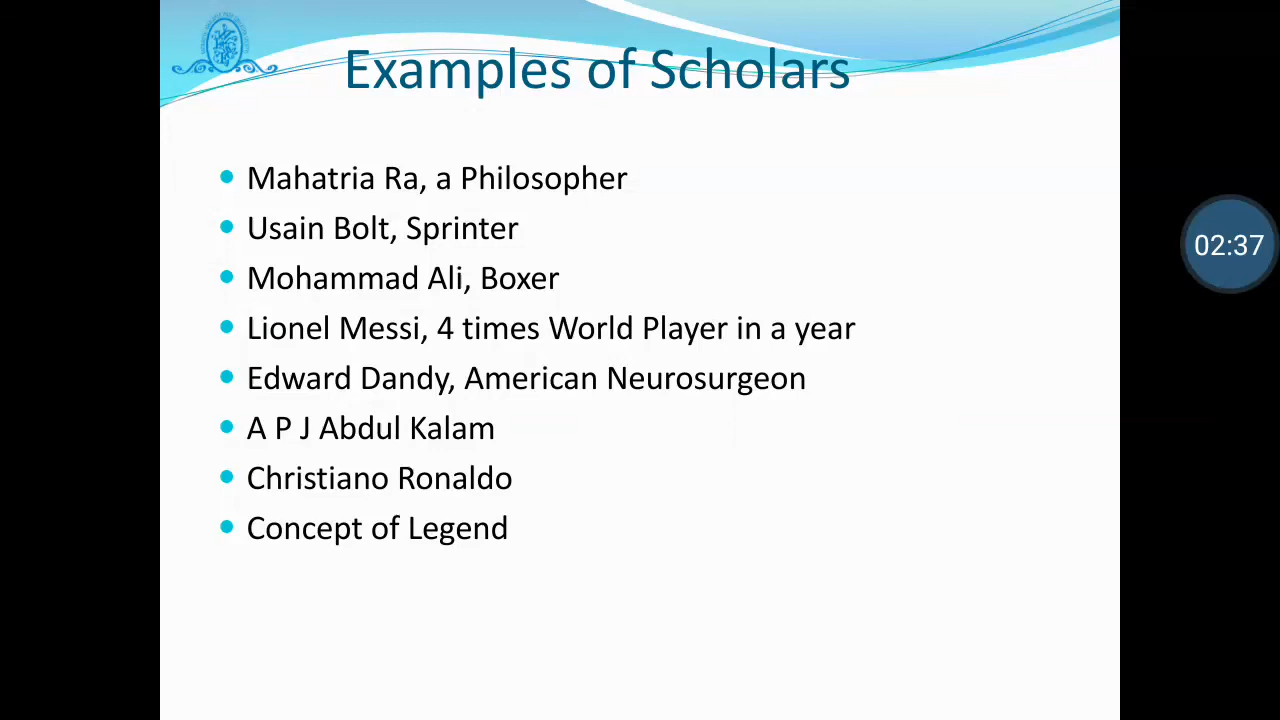 Examples of Scholars
Mahatria Ra, a Philosopher
Usain Bolt, Sprinter
Mohammad Ali, Boxer
Lionel Messi, 4 times World Player in a year
Edward Dandy, American Neurosurgeon
A P J Abdul Kalam
Christiano Ronaldo
Concept of Legend
02:37